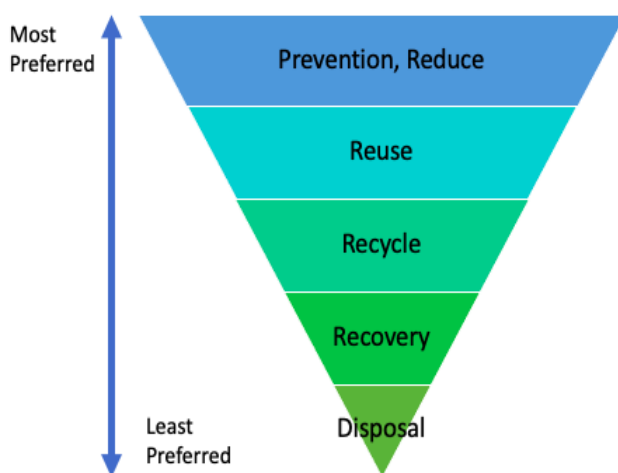 Most
Preferred
Prevention, Reduce
Reuse
Recycle
Recovery
Disposal
Least
Preferred